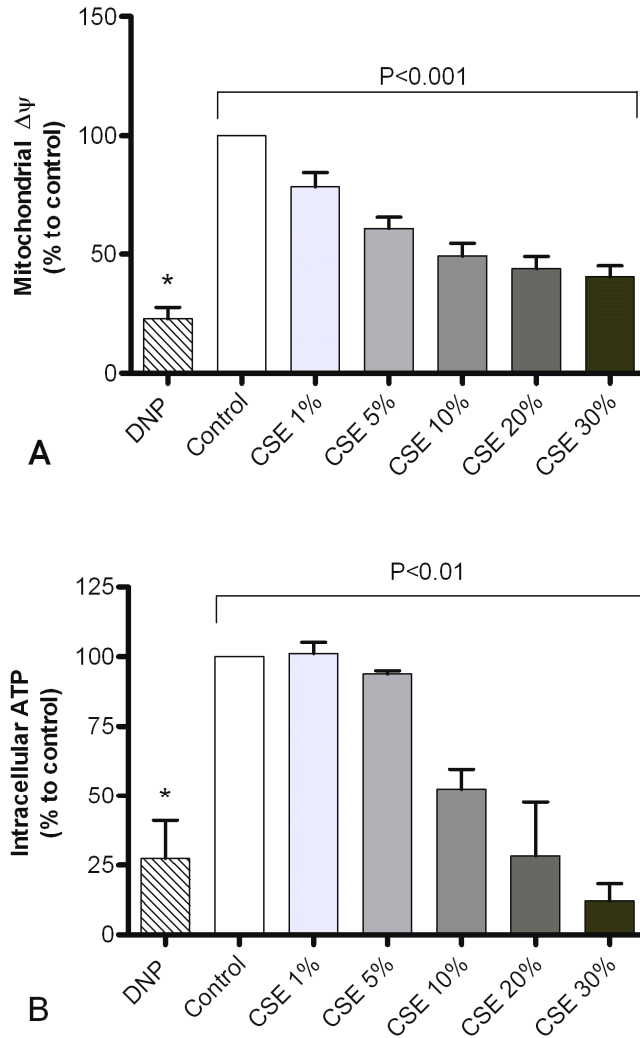 150
P<0.001
100
Mitochondrial Δψ
(% to control)
50
*
0
DNP
Control
CSE 1%
CSE 5%
CSE 10%
CSE 20%
CSE 30%
A
P<0.01
125
100
75
Intracellular ATP
(% to control)
50
*
25
0
DNP
Control
CSE 1%
CSE 5%
CSE 10%
CSE 20%
CSE 30%
B